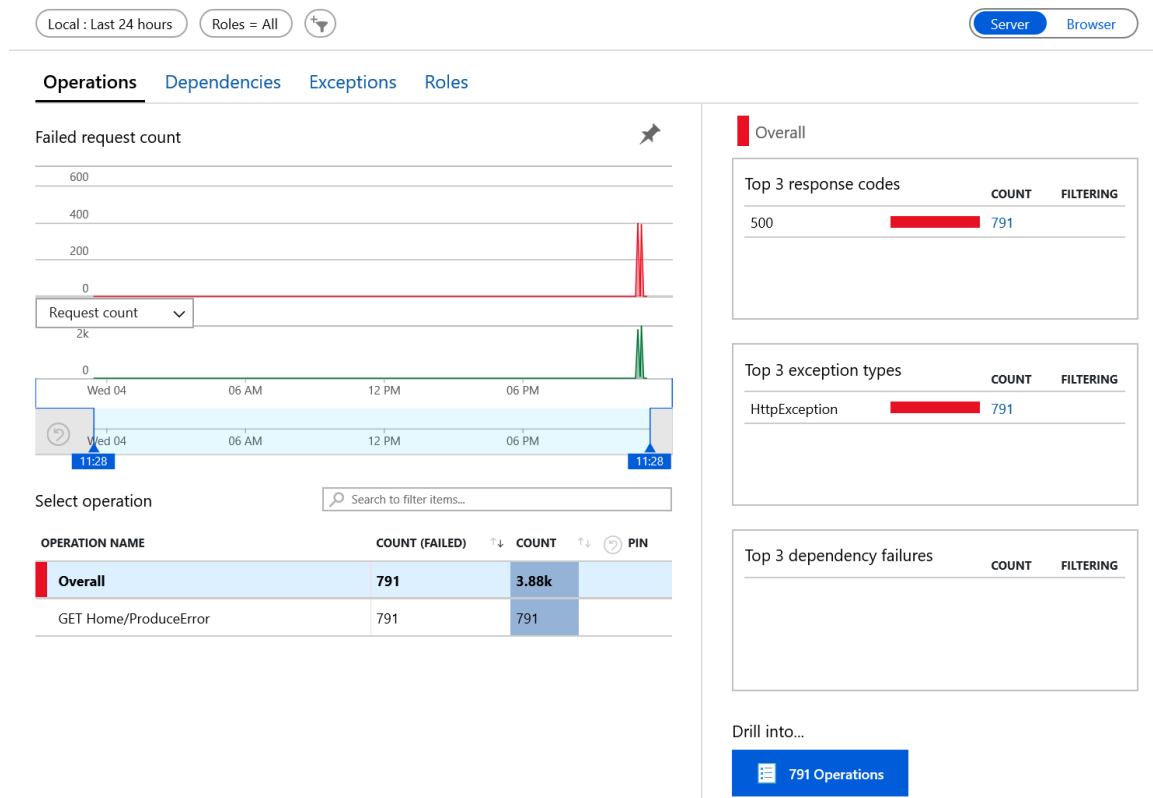 Local : Last 24 hours
Roles = All
Server
Browser
Operations
Dependencies
Exceptions
Roles
Failed request count
600
400
200
0
Request count
2k
0
Wed 04
06 AM
12 PM
06 PM
Wed 04
06 AM
12 PM
06 PM
11:28
11:28
Select operation
Search to filter items...
OPERATION NAME COUNT (FAILED) COUNT PIN
Overall 791 3.88k
GET Home/ProduceError 791 791
Overall
Top 3 response codes COUNT FILTERING
500 791
Top 3 exception types COUNT FILTERING
HttpException 791
Top 3 dependency failures COUNT FILTERING
Drill into...
791 Operations